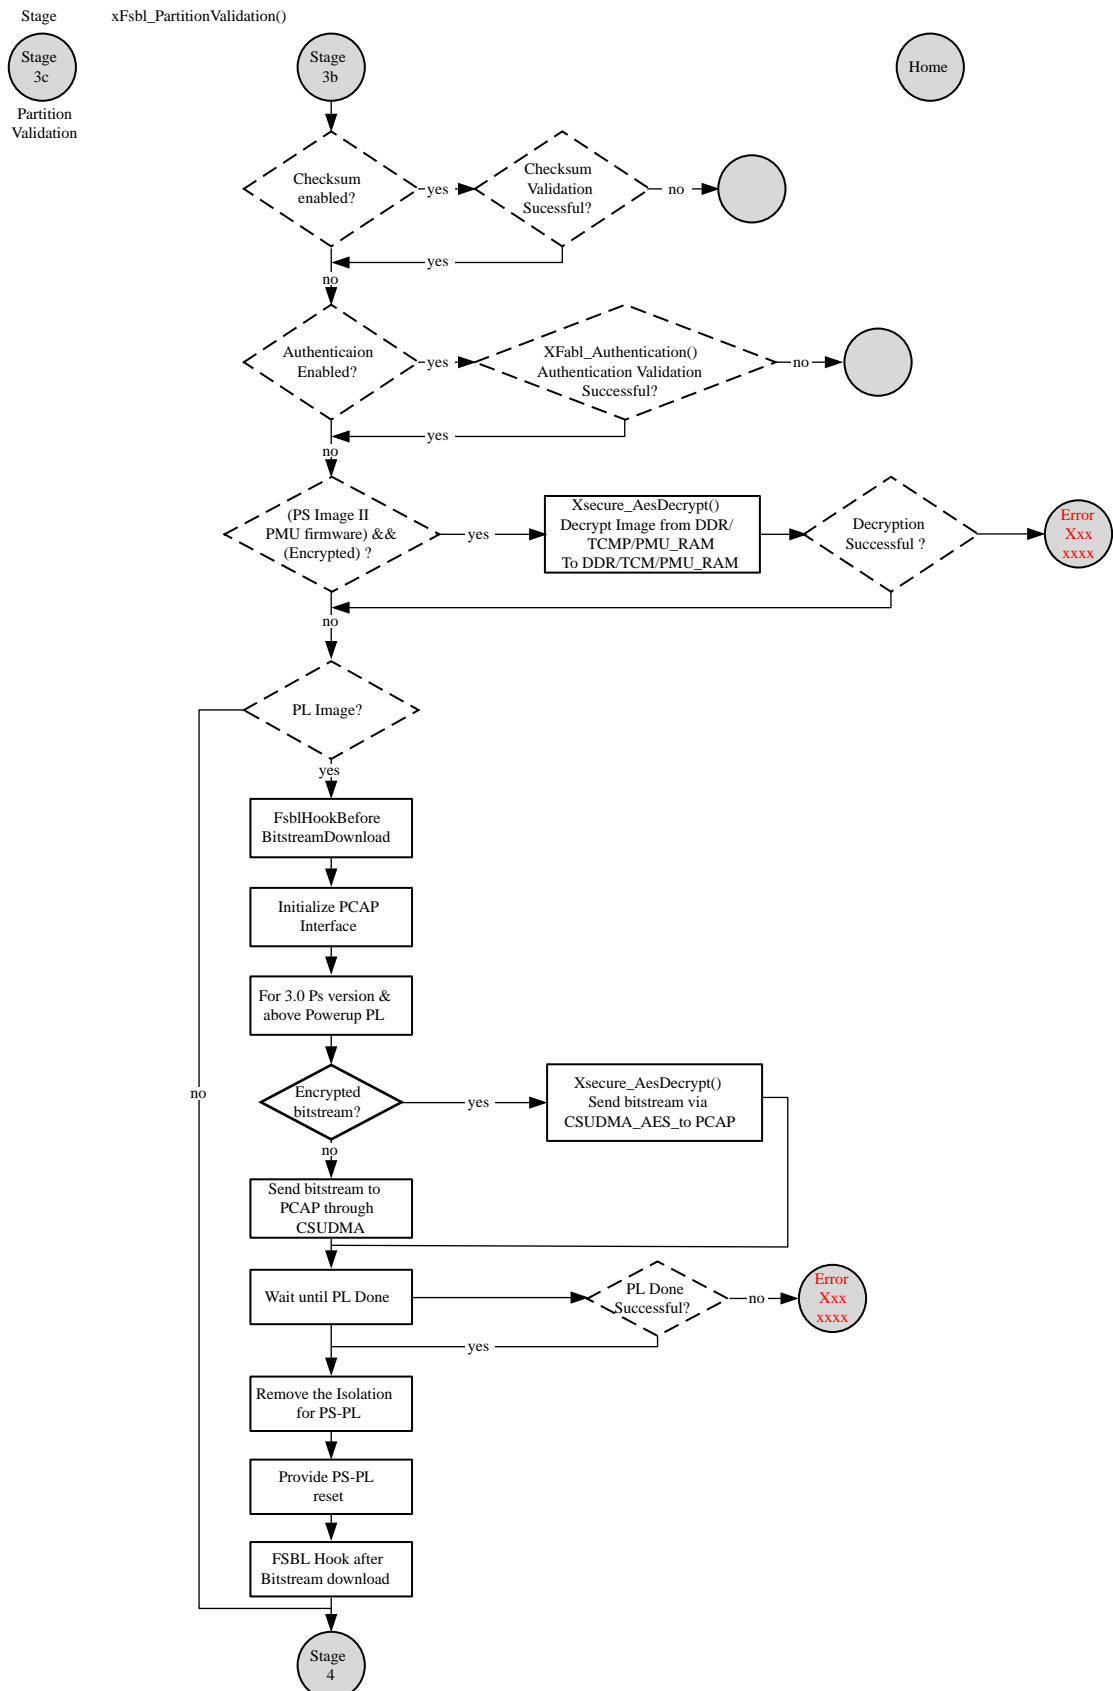 Stage
xFsbl_PartitionValidation()
Stage
3c
Partition
Validation
Stage
3b
Home
Checksum
enabled?
yes
Checksum
Validation
Sucessful?
no
yes
no
Authenticaion
Enabled?
yes
XFabl_Authentication()
Authentication Validation
Successful?
no
yes
no
(PS Image II
PMU firmware) &&
(Encrypted) ?
yes
Xsecure_AesDecrypt()
Decrypt Image from DDR/
TCMP/PMU_RAM
To DDR/TCM/PMU_RAM
Decryption
Successful ?
Error
Xxx
xxxx
no
PL Image?
yes
FsblHookBefore
BitstreamDownload
Initialize PCAP
Interface
For 3.0 Ps version &
above Powerup PL
no
Encrypted
bitstream?
yes
Xsecure_AesDecrypt()
Send bitstream via
CSUDMA_AES_to PCAP
no
Send bitstream to
PCAP through
CSUDMA
Wait until PL Done
PL Done
Successful?
no
Error
Xxx
xxxx
yes
Remove the Isolation
for PS-PL
Provide PS-PL
reset
FSBL Hook after
Bitstream download
Stage
4